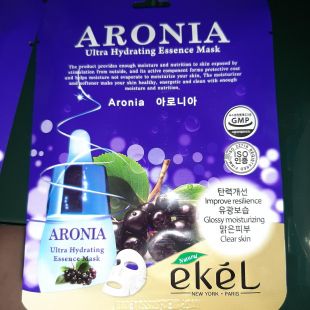 ARONIA
Ultra Hydrating Essence Mask
The product provides enough moisture and nutrition to skin exposed by
stimulation from outside, and its active component forms protective coat
and helps moisture not evaporate to moisturize your skin. The moisturizer
and softener make your skin healthy, energetic and clean with enough
moisture and nutrition.
Aronia 아로니아
GMP
ISO
인증
탄력개선
Improve resilience
유광보습
Glossy moisturizing
맑은피부
Clear skin
ARONIA
Ultra Hydrating
Essence Mask
Natural
ekeL
NEW YORK · PARIS